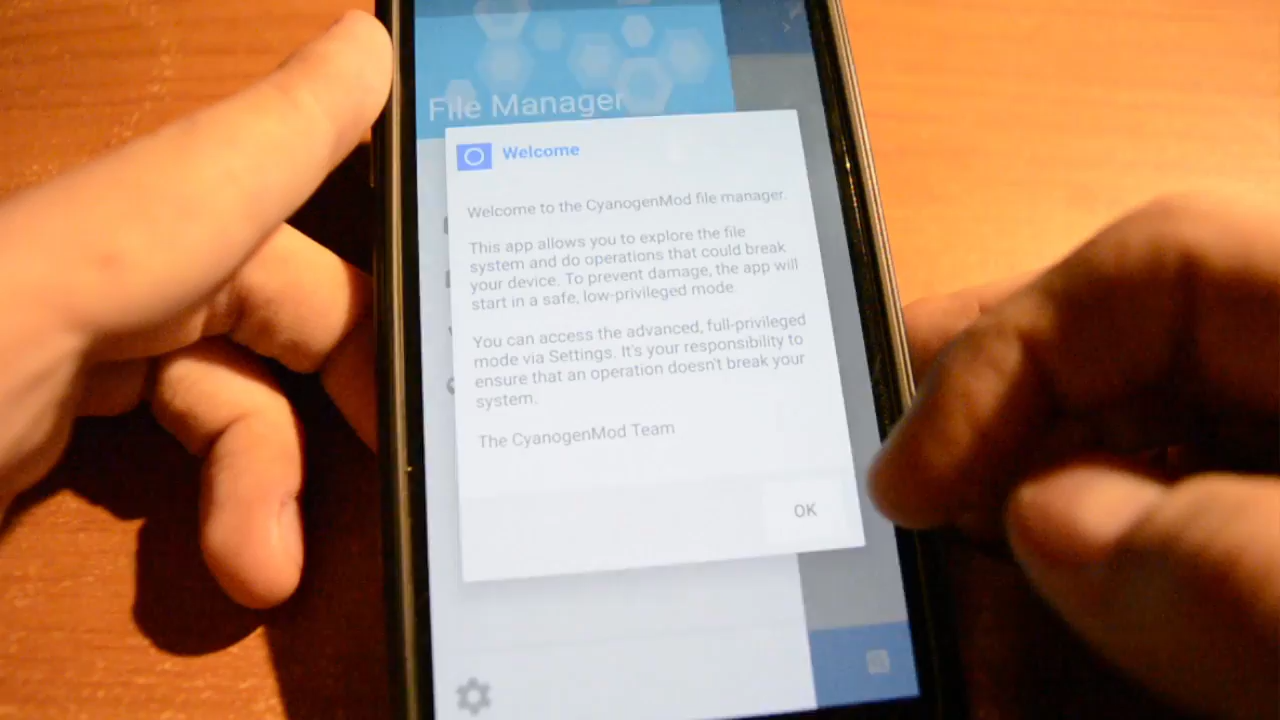 File Manager
Welcome
Welcome to the CyanogenMod file manager.
This app allows you to explore the file
system and do operations that could break
your device. To prevent damage, the app will
start in a safe, low-privileged mode
You can access the advanced, full-privileged
mode via Settings. It's your responsibility to
ensure that an operation doesn't break your
system.
The CyanogenMod Team
OK